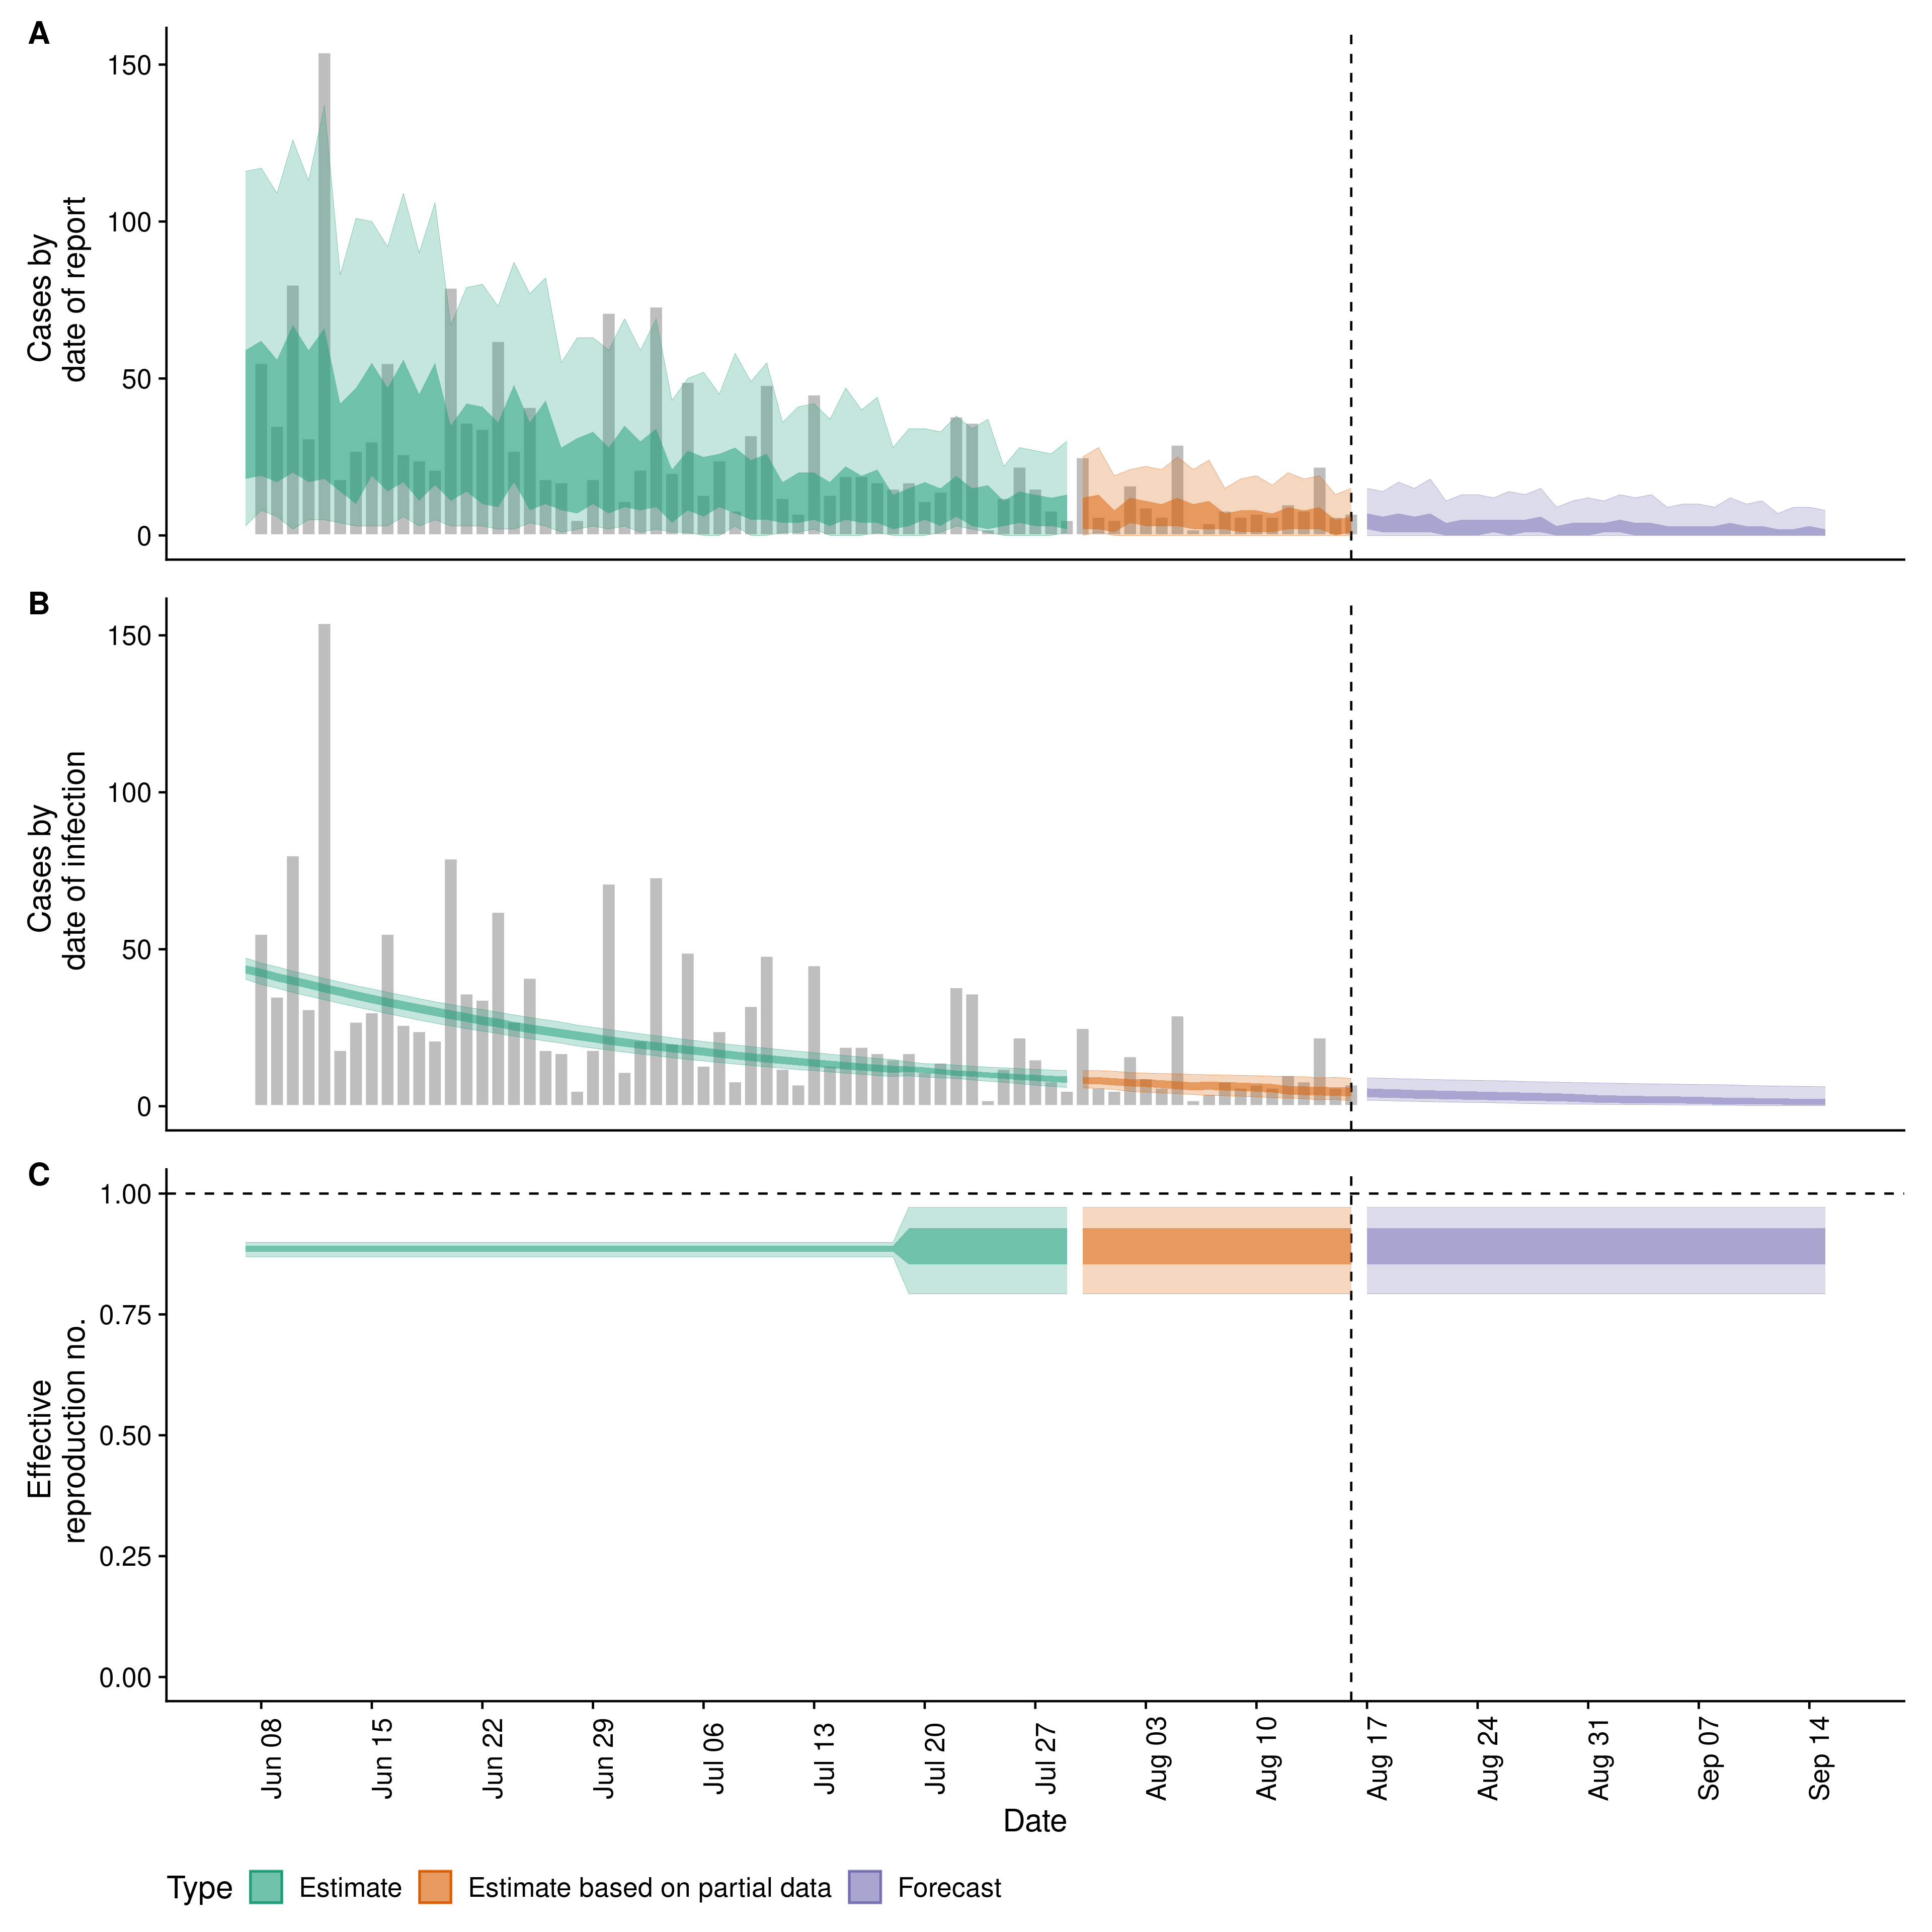 A
150
100
50
0
Cases by
date of report
B
150
100
50
0
Cases by
date of infection
C
1.00
0.75
0.50
0.25
0.00
Effective
reproduction no.
Jun 08
Jun 15
Jun 22
Jun 29
Jul 06
Jul 13
Jul 20
Jul 27
Aug 03
Aug 10
Aug 17
Aug 24
Aug 31
Sep 07
Sep 14
Date
Type Estimate Estimate based on partial data Forecast